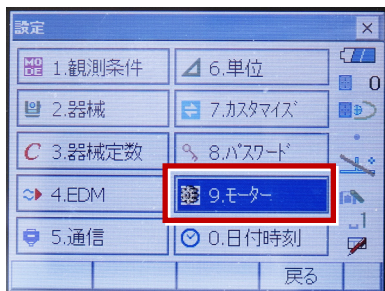 設定
1.観測条件
6.単位
0
2.器械
7.ｶｽﾀﾏｲｽﾞ
3.器械定数
8.ﾊﾟｽﾜｰﾄﾞ
4.EDM
9.ﾓｰﾀｰ
5.通信
0.日付時刻
1
戻る